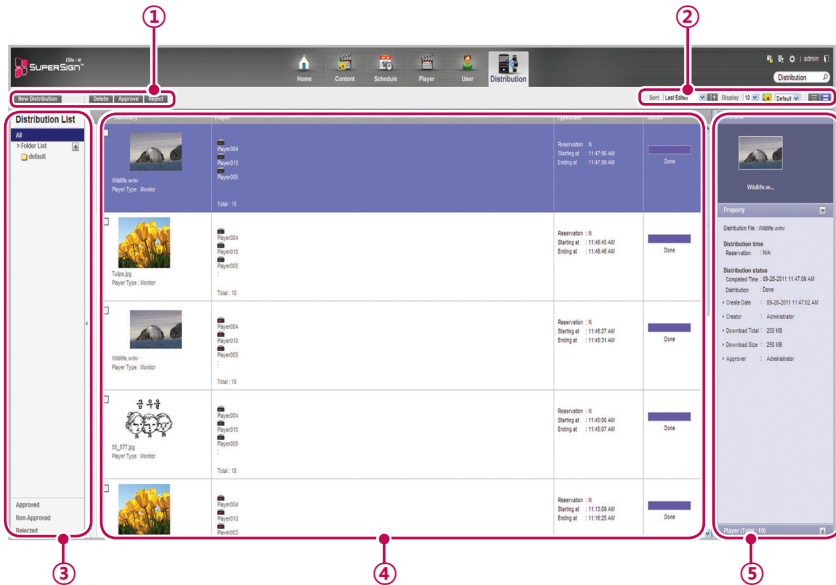 ① ②
SUPERSIGN™ Elite - w
Home Content Schedule Player User Distribution
admin
Distribution
New Distribution Delete Approve Reject
Sort Last Edited Display 10 Default
Distribution List
All
> Folder List
default
Approved
Non-Approved
Rejected
Summary Player Status
Wildlife.wmv
Player Type : Monitor
Player004
Player010
Player005
:
Total : 10
Reservation : N
Starting at : 11:47:06 AM
Ending at : 11:47:09 AM
Done
Tulips.jpg
Player Type : Monitor
Player004
Player010
Player005
:
Total : 10
Reservation : N
Starting at : 11:46:45 AM
Ending at : 11:46:46 AM
Done
Wildlife.wmv
Player Type : Monitor
Player004
Player010
Player005
:
Total : 10
Reservation : N
Starting at : 11:45:27 AM
Ending at : 11:45:31 AM
Done
55_577.jpg
Player Type : Monitor
Player004
Player010
Player005
:
Total : 10
Reservation : N
Starting at : 11:45:06 AM
Ending at : 11:45:07 AM
Done
Player004
Player010
Player003
Reservation : N
Starting at : 11:13:09 AM
Ending at : 11:16:25 AM
Done
Wildlife.w...
Property
Distribution File : Wildlife.wmv
Distribution time
Reservation : N/A
Distribution status
Completed Time : 09-28-2011 11:47:09 AM
Distribution : Done
Create Date : 09-28-2011 11:47:02 AM
Creator : Administrator
Download Total : 250 MB
Download Size : 250 MB
Approver : Administrator
Player (Total : 10)
③ ④ ⑤